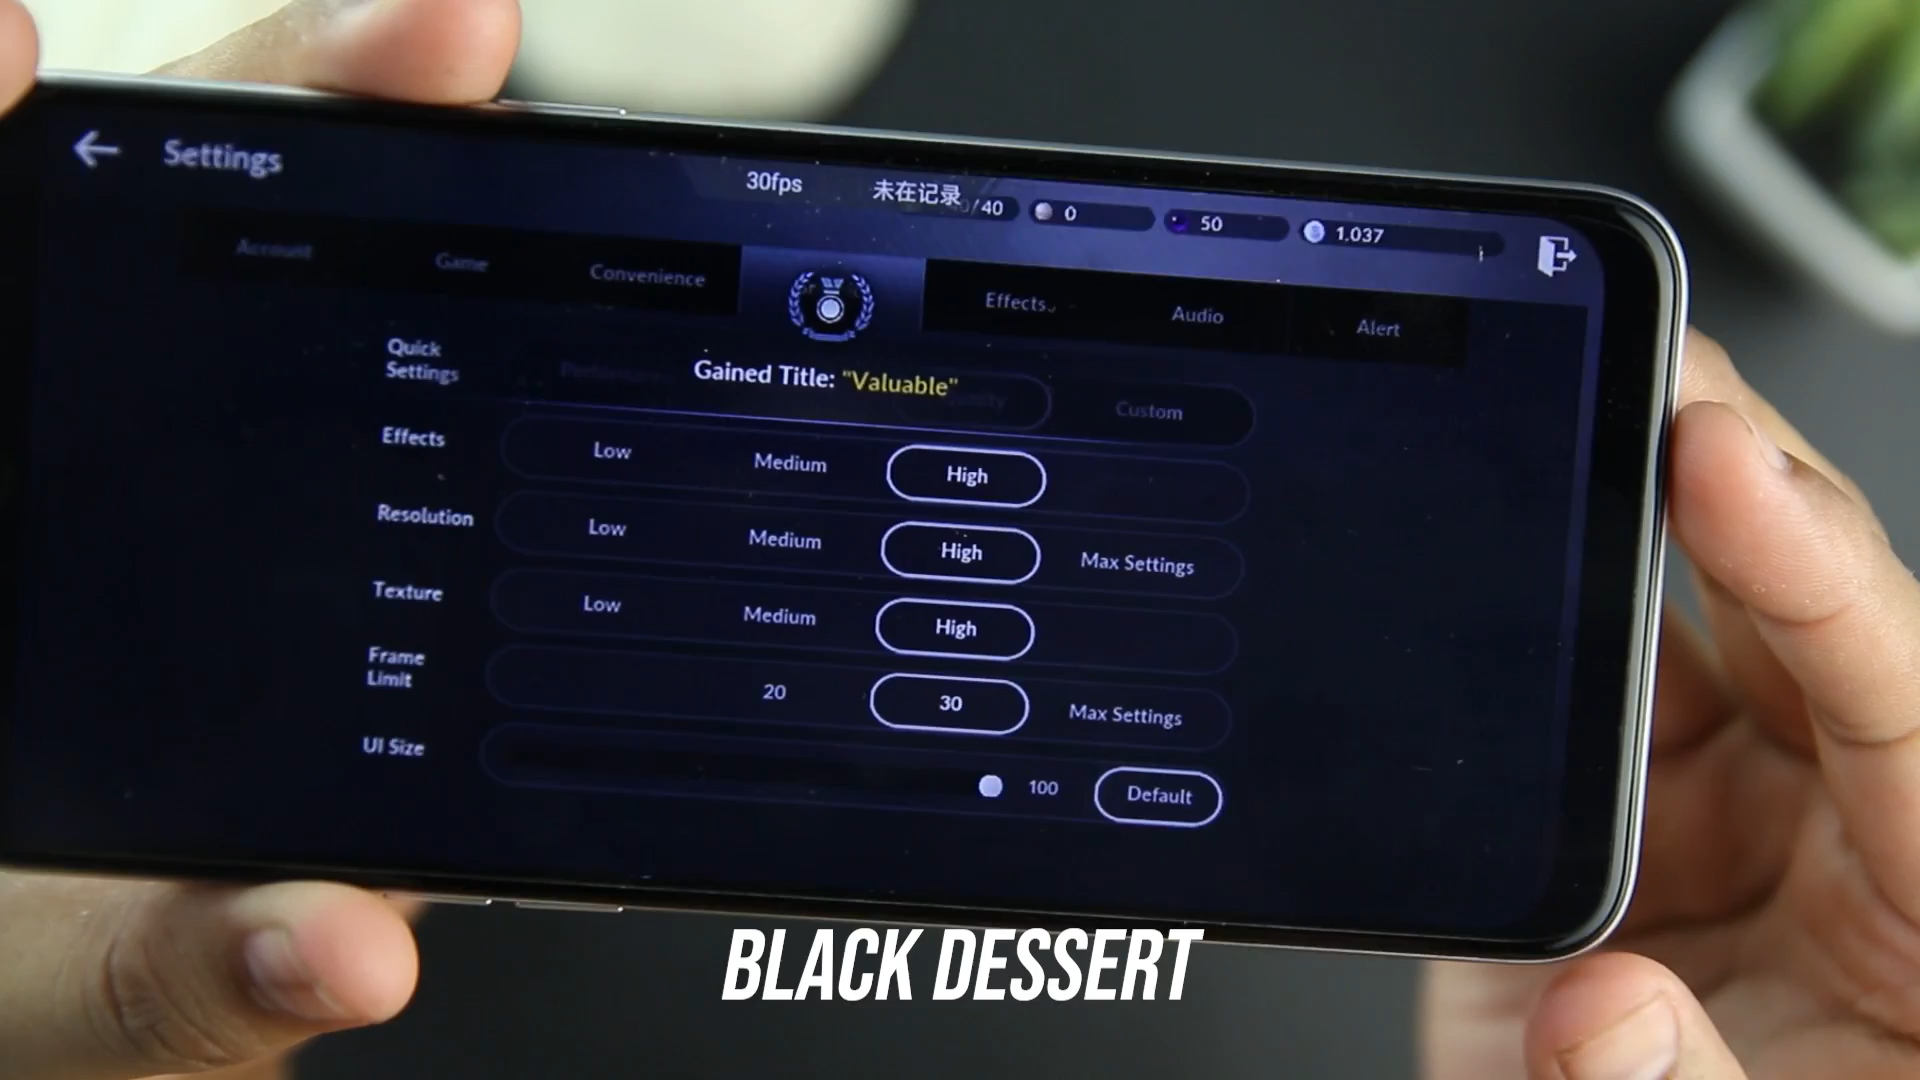 Settings
30fps
未在记录
/40
0
50
1,037
Account
Game
Convenience
Effects
Audio
Alert
Quick
Settings
Gained Title: "Valuable"
Custom
Effects
Low
Medium
High
Resolution
Low
Medium
High
Max Settings
Texture
Low
Medium
High
Frame
Limit
20
30
Max Settings
UI Size
100
Default
BLACK DESSERT